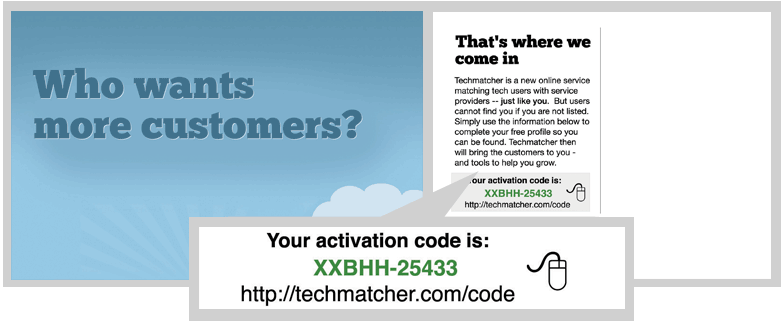 Who wants
more customers?
That's where we
come in
Techmatcher is a new online service
matching tech users with service
providers -- just like you.  But users
cannot find you if you are not listed.
Simply use the information below to
complete your free profile so you
can be found. Techmatcher then
will bring the customers to you -
and tools to help you grow.
Your activation code is:
XXBHH-25433
http://techmatcher.com/code
Your activation code is:
XXBHH-25433
http://techmatcher.com/code